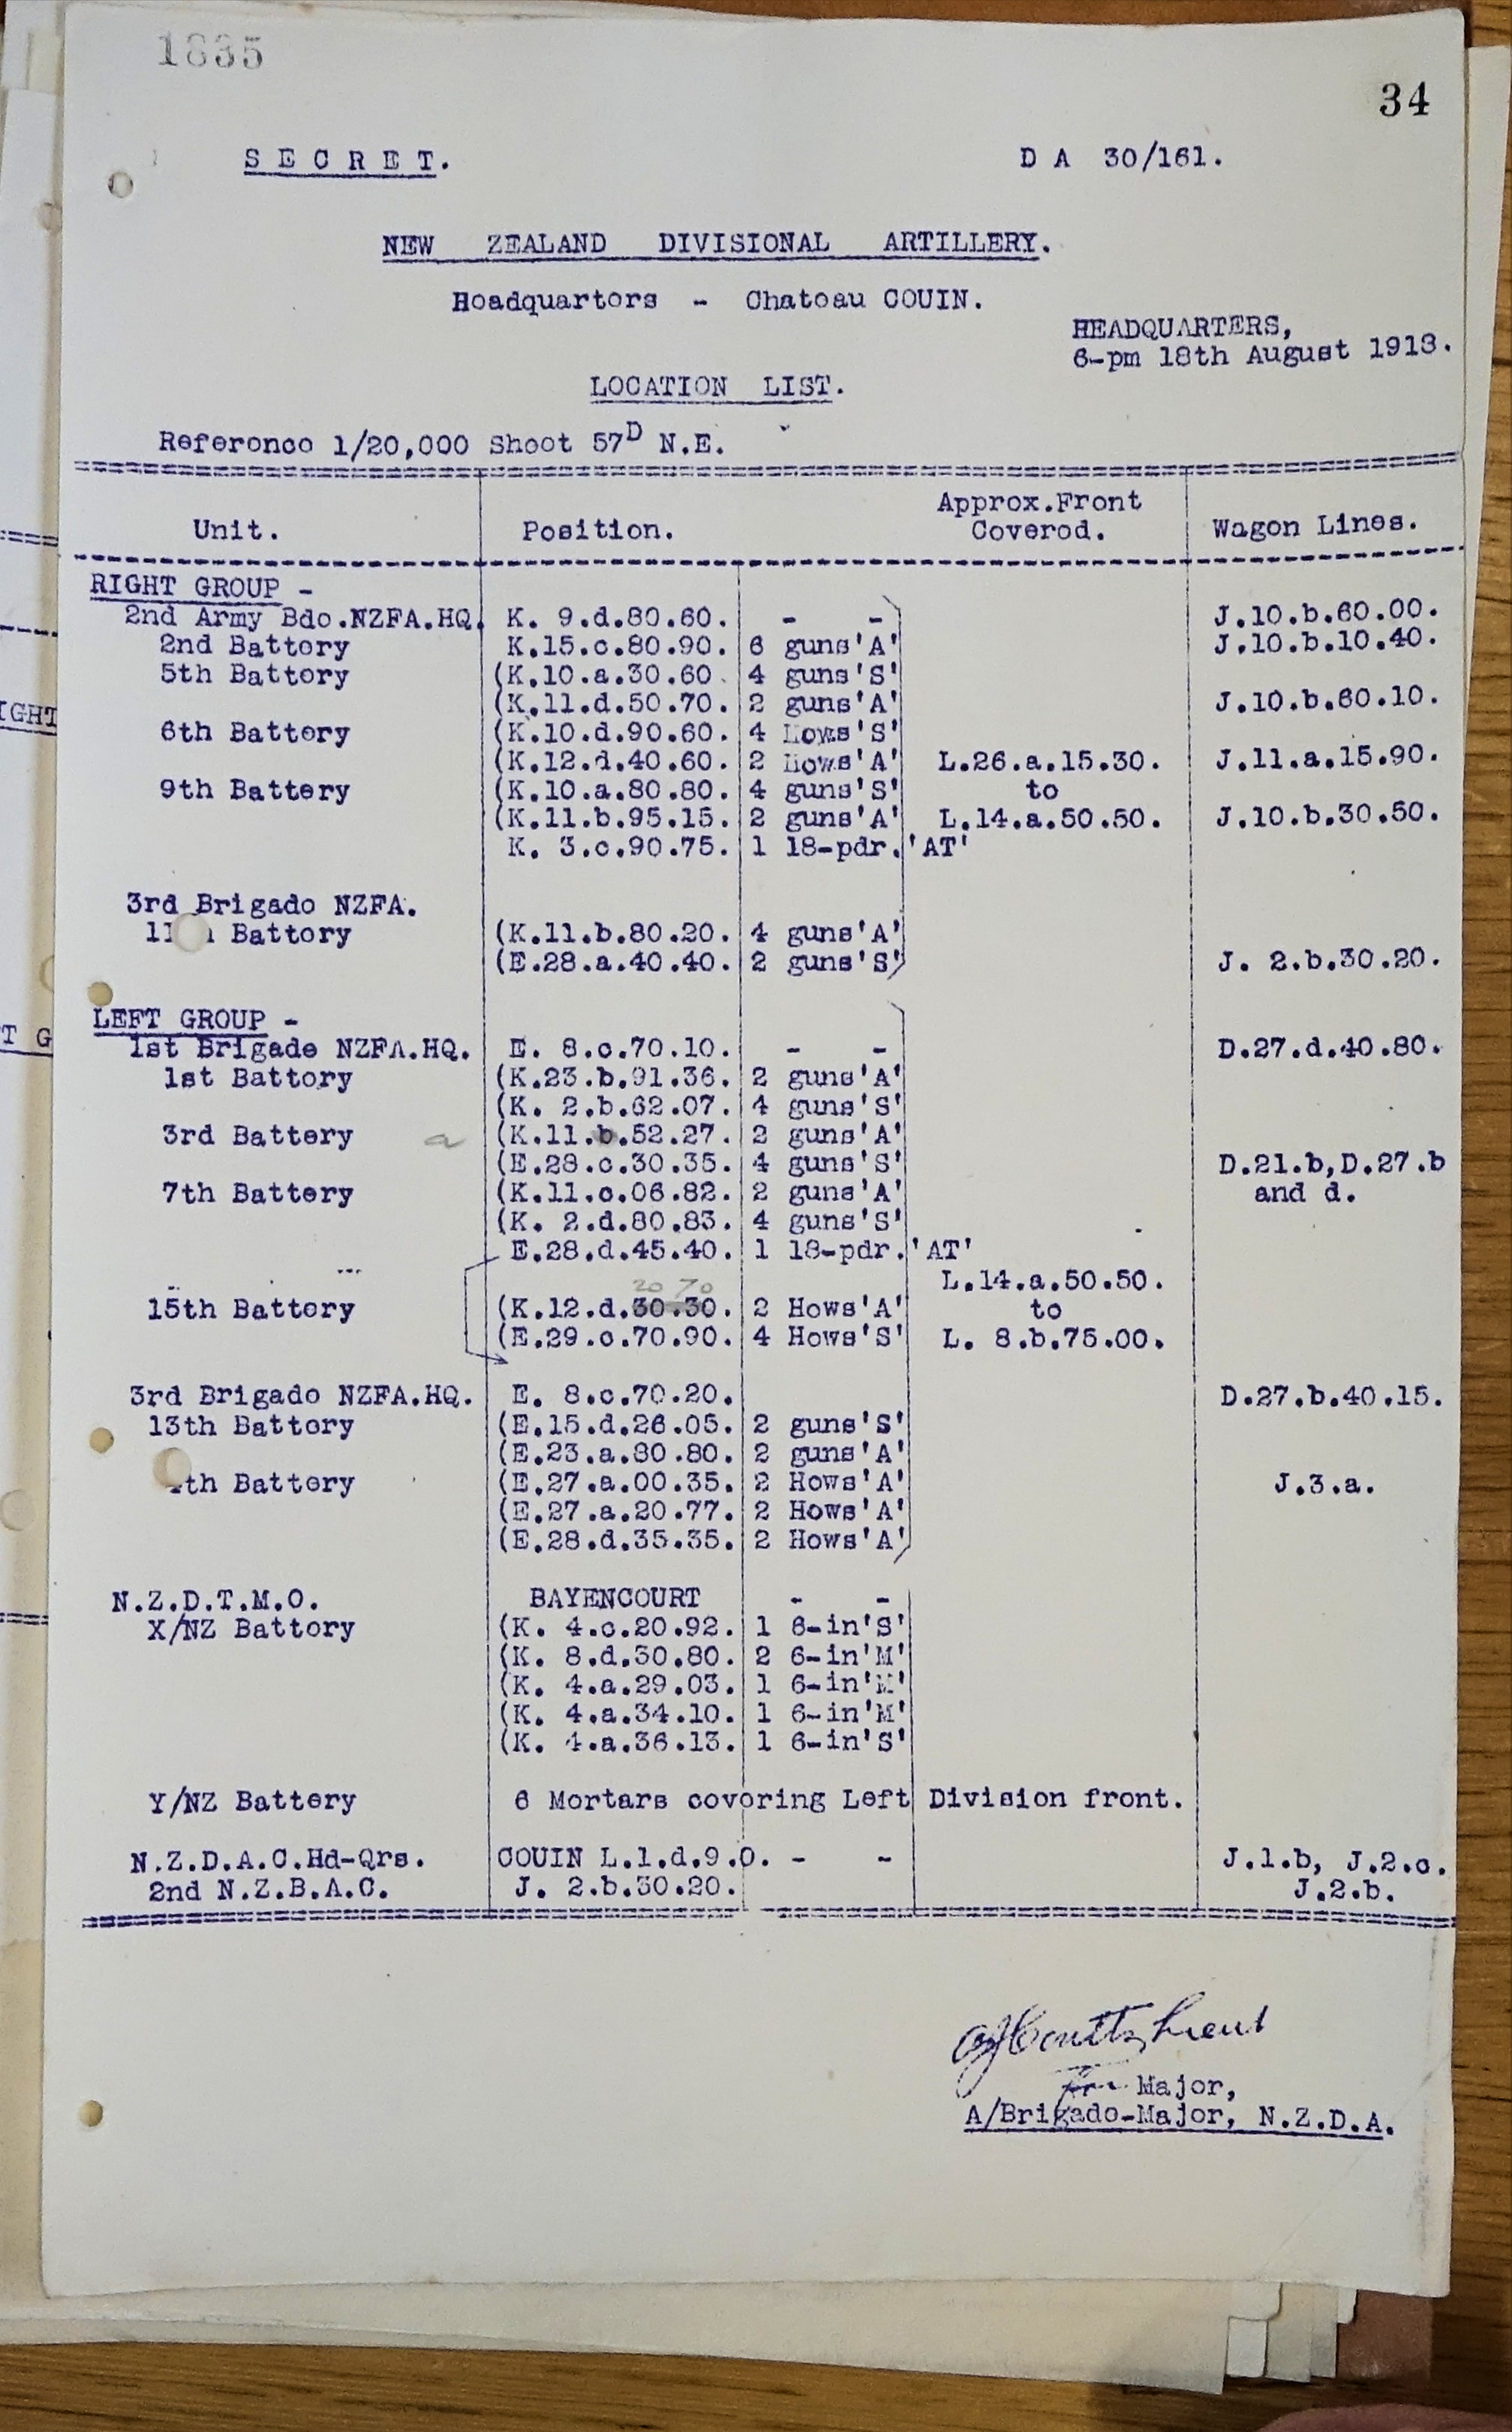 1835
34
S E C R E T.    D A 30/161.
NEW ZEALAND DIVISIONAL ARTILLERY.
Headquarters - Chateau COUIN.
HEADQUARTERS,
6-pm 18th August 1918.
LOCATION LIST.
Reference 1/20,000 Sheet 57D N.E.
Approx.Front
Unit.    Position.    Covered.    Wagon Lines.
RIGHT GROUP -
2nd Army Bde.NZFA.HQ.    K. 9.d.80.60.    -    -    J.10.b.60.00.
2nd Battery    K.15.c.80.90.    6 guns'A'    J.10.b.10.40.
5th Battery    (K.10.a.30.60.    4 guns'S'
(K.11.d.50.70.    2 guns'A'    J.10.b.60.10.
6th Battery    (K.10.d.90.60.    4 Hows'S'
(K.12.d.40.60.    2 Hows'A'    L.26.a.15.30.    J.11.a.15.90.
9th Battery    (K.10.a.80.80.    4 guns'S'    to
(K.11.b.95.15.    2 guns'A'    L.14.a.50.50.    J.10.b.30.50.
K. 3.c.90.75.    1 18-pdr.'AT'
3rd Brigade NZFA.
Battery    (K.11.b.80.20.    4 guns'A'
(E.28.a.40.40.    2 guns'S'    J. 2.b.30.20.
LEFT GROUP -
1st Brigade NZFA.HQ.    E. 8.c.70.10.    -    -    D.27.d.40.80.
1st Battery    (K.23.b.91.36.    2 guns'A'
(K. 2.b.62.07.    4 guns'S'
3rd Battery    a    (K.11.b.52.27.    2 guns'A'
(E.28.c.30.35.    4 guns'S'    D.21.b,D.27.b
7th Battery    (K.11.c.06.82.    2 guns'A'    and d.
(K. 2.d.80.83.    4 guns'S'
E.28.d.45.40.    1 18-pdr.'AT'
20 70    L.14.a.50.50.
15th Battery    (K.12.d.30.30.    2 Hows'A'    to
(E.29.c.70.90.    4 Hows'S'    L. 8.b.75.00.
3rd Brigade NZFA.HQ.    E. 8.c.70.20.    D.27.b.40.15.
13th Battery    (E.15.d.26.05.    2 guns'S'
(E.23.a.80.80.    2 guns'A'
th Battery    (E.27.a.00.35.    2 Hows'A'    J.3.a.
(E.27.a.20.77.    2 Hows'A'
(E.28.d.35.35.    2 Hows'A'
N.Z.D.T.M.O.    BAYENCOURT    -    -
X/NZ Battery    (K. 4.c.20.92.    1 6-in'S'
(K. 8.d.30.80.    2 6-in'M'
(K. 4.a.29.03.    1 6-in'M'
(K. 4.a.34.10.    1 6-in'M'
(K. 4.a.36.13.    1 6-in'S'
Y/NZ Battery    6 Mortars covering Left Division front.
N.Z.D.A.C.Hd-Qrs.    COUIN L.1.d.9.0.    -    -    J.1.b, J.2.c.
2nd N.Z.B.A.C.    J. 2.b.30.20.    J.2.b.
Lieut
for Major,
A/Brigade-Major, N.Z.D.A.